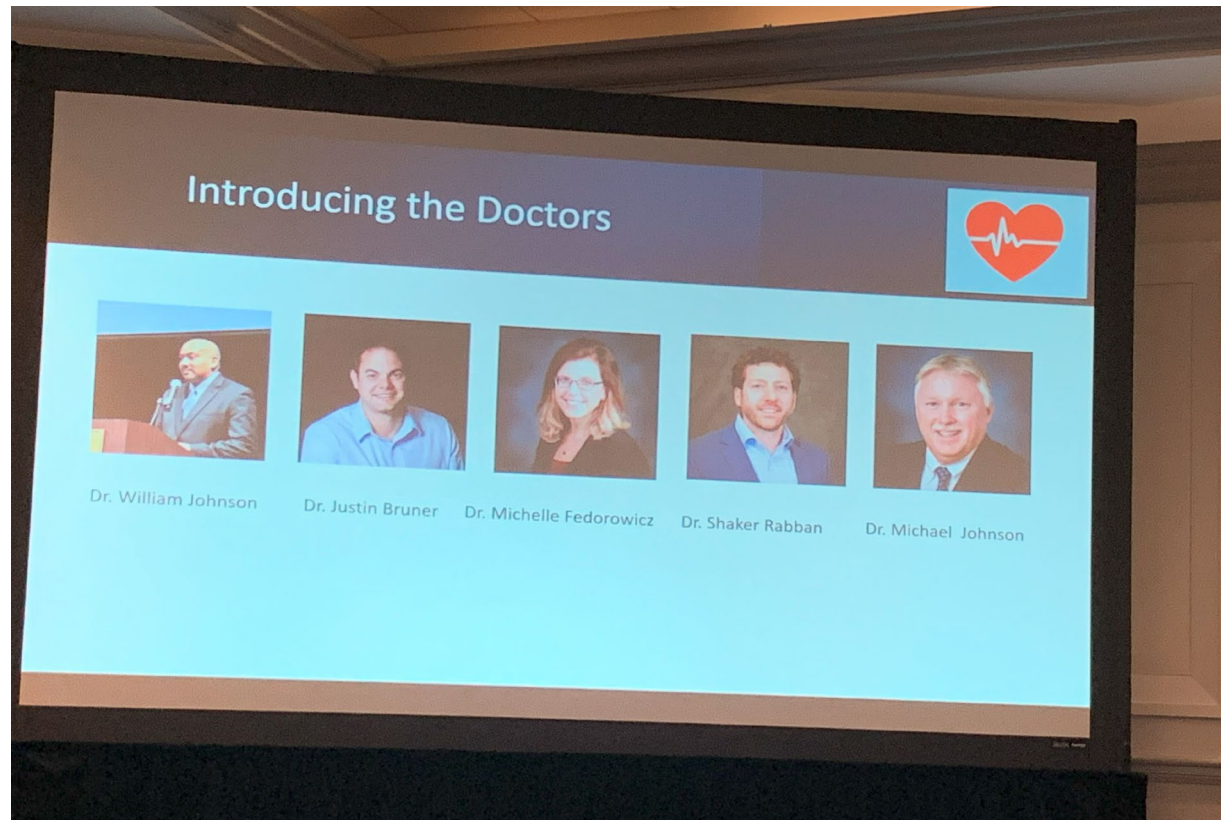 Introducing the Doctors
Dr. William Johnson
Dr. Justin Bruner
Dr. Michelle Fedorowicz
Dr. Shaker Rabban
Dr. Michael Johnson